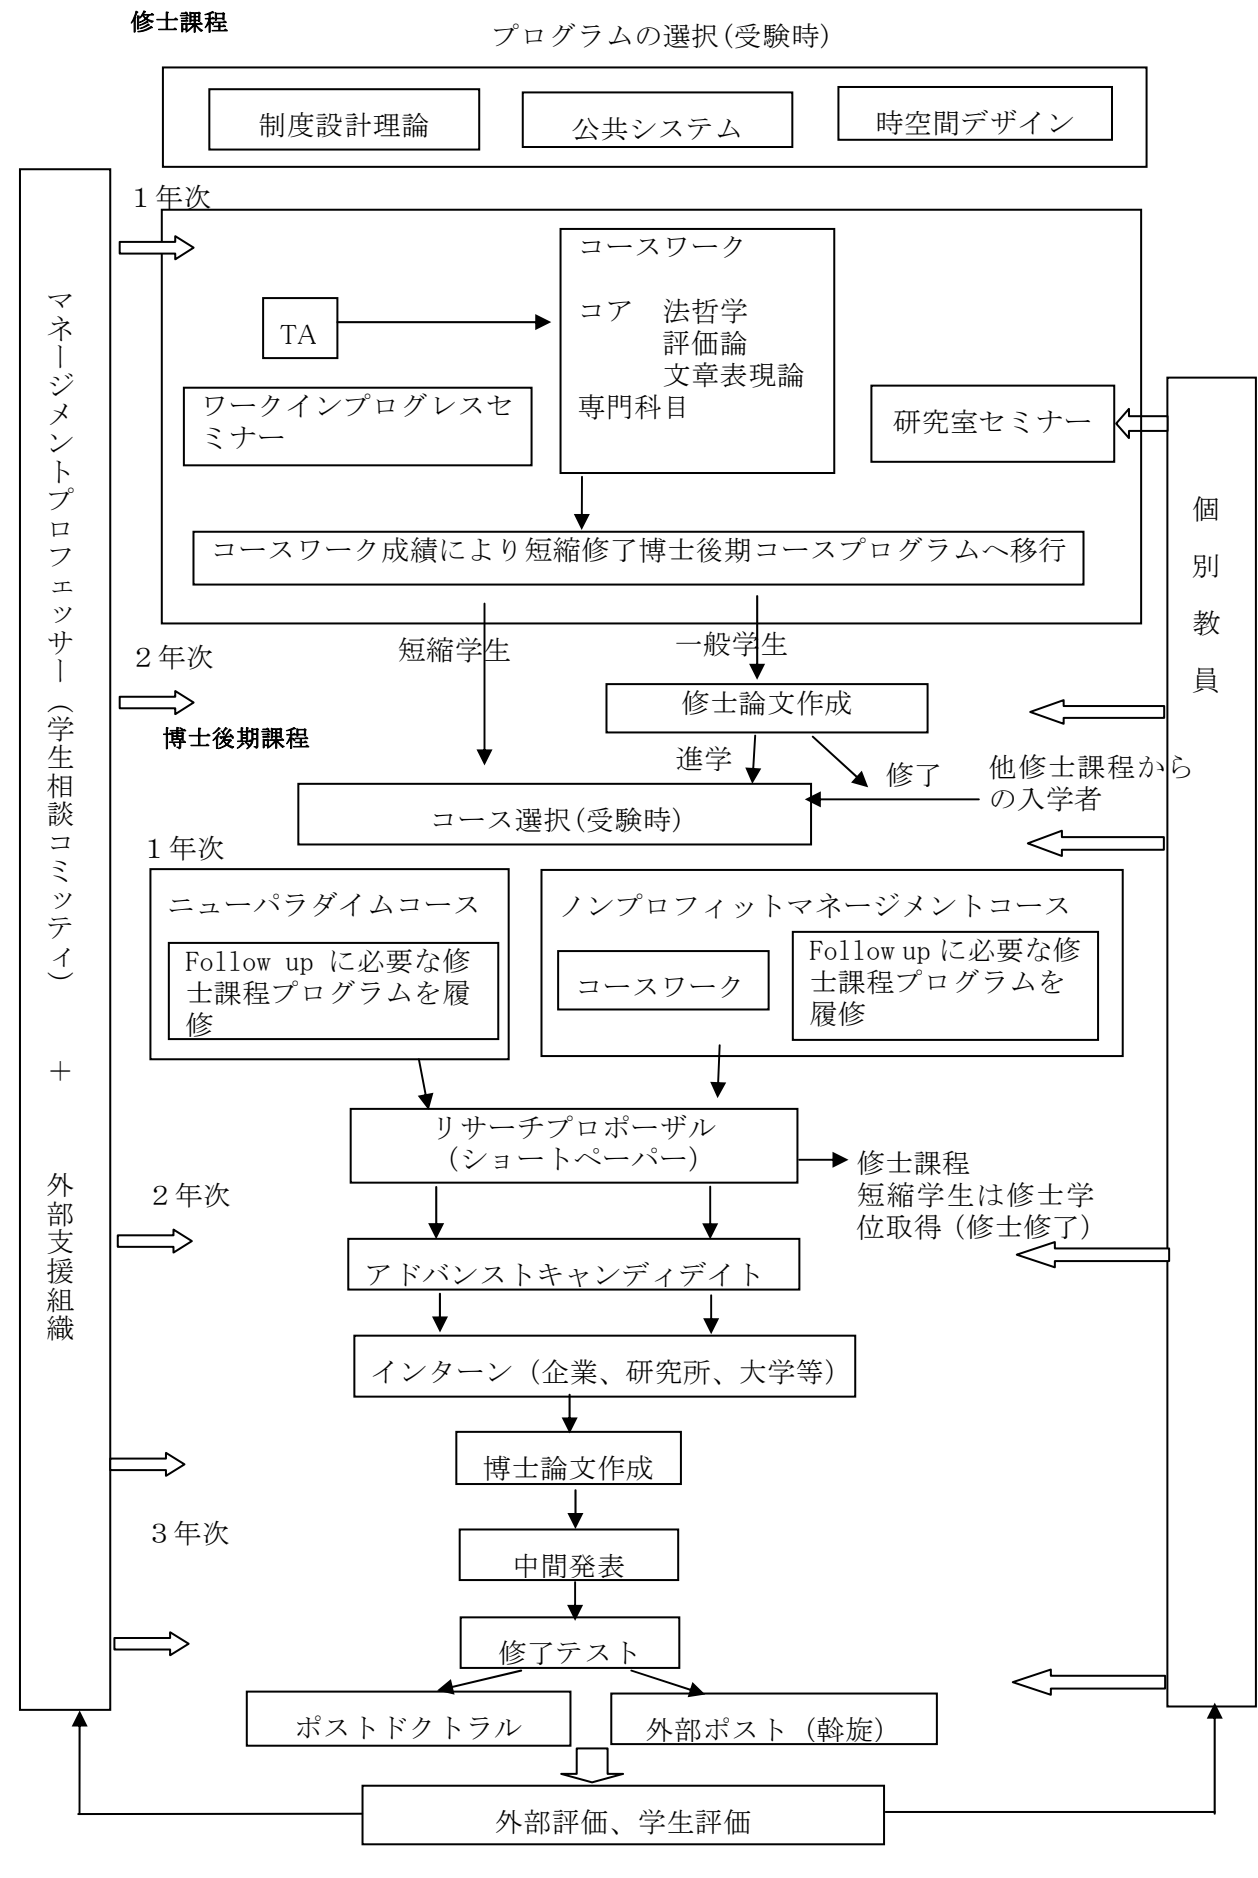 修士課程
プログラムの選択(受験時)
制度設計理論
公共システム
時空間デザイン
１年次
コースワーク
コア　法哲学
評価論
文章表現論
専門科目
TA
ワークインプログレスセ
ミナー
研究室セミナー
コースワーク成績により短縮修了博士後期コースプログラムへ移行
マネージメントプロフェッサー（学生相談コミッティ）　＋　外部支援組織
個別教員
短縮学生
一般学生
２年次
修士論文作成
博士後期課程
進学
修了
他修士課程から
の入学者
コース選択(受験時)
１年次
ニューパラダイムコース
Follow up に必要な修
士課程プログラムを履
修
ノンプロフィットマネージメントコース
コースワーク
Follow up に必要な修
士課程プログラムを
履修
リサーチプロポーザル
（ショートペーパー）
修士課程
短縮学生は修士学
位取得（修士修了）
２年次
アドバンストキャンディデイト
インターン（企業、研究所、大学等）
博士論文作成
３年次
中間発表
修了テスト
ポストドクトラル
外部ポスト（斡旋）
外部評価、学生評価